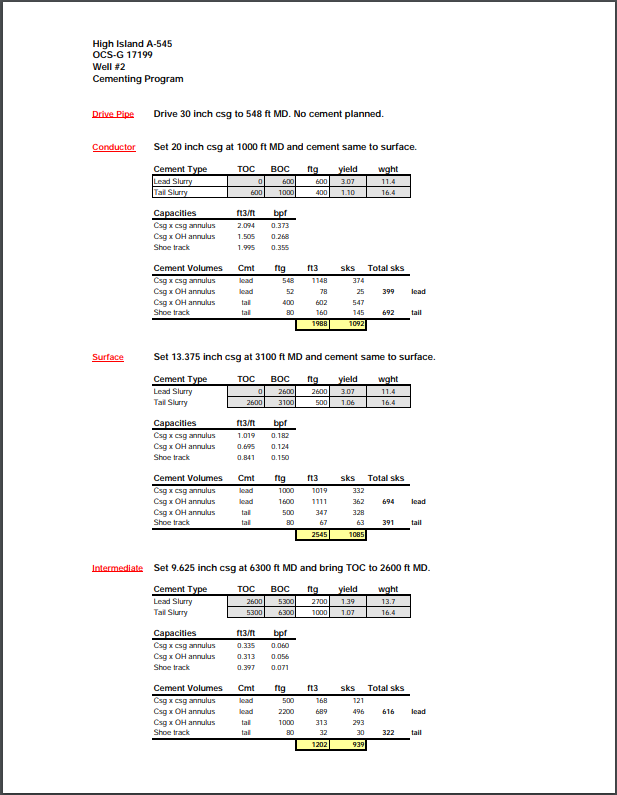 High Island A-545
OCS-G 17199
Well #2
Cementing Program
Drive Pipe Drive 30 inch csg to 548 ft MD. No cement planned.
Conductor Set 20 inch csg at 1000 ft MD and cement same to surface.
Cement Type TOC BOC ftg yield wght
Lead Slurry 0 600 600 3.07 11.4
Tail Slurry 600 1000 400 1.10 16.4
Capacities ft3/ft bpf
Csg x csg annulus 2.094 0.373
Csg x OH annulus 1.505 0.268
Shoe track 1.995 0.355
Cement Volumes Cmt ftg ft3 sks Total sks
Csg x csg annulus lead 548 1148 374
Csg x OH annulus lead 52 78 25 399 lead
Csg x OH annulus tail 400 602 547
Shoe track tail 80 160 145 692 tail
1988 1092
Surface Set 13.375 inch csg at 3100 ft MD and cement same to surface.
Cement Type TOC BOC ftg yield wght
Lead Slurry 0 2600 2600 3.07 11.4
Tail Slurry 2600 3100 500 1.06 16.4
Capacities ft3/ft bpf
Csg x csg annulus 1.019 0.182
Csg x OH annulus 0.695 0.124
Shoe track 0.841 0.150
Cement Volumes Cmt ftg ft3 sks Total sks
Csg x csg annulus lead 1000 1019 332
Csg x OH annulus lead 1600 1111 362 694 lead
Csg x OH annulus tail 500 347 328
Shoe track tail 80 67 63 391 tail
2545 1085
Intermediate Set 9.625 inch csg at 6300 ft MD and bring TOC to 2600 ft MD.
Cement Type TOC BOC ftg yield wght
Lead Slurry 2600 5300 2700 1.39 13.7
Tail Slurry 5300 6300 1000 1.07 16.4
Capacities ft3/ft bpf
Csg x csg annulus 0.335 0.060
Csg x OH annulus 0.313 0.056
Shoe track 0.397 0.071
Cement Volumes Cmt ftg ft3 sks Total sks
Csg x csg annulus lead 500 168 121
Csg x OH annulus lead 2200 689 496 616 lead
Csg x OH annulus tail 1000 313 293
Shoe track tail 80 32 30 322 tail
1202 939